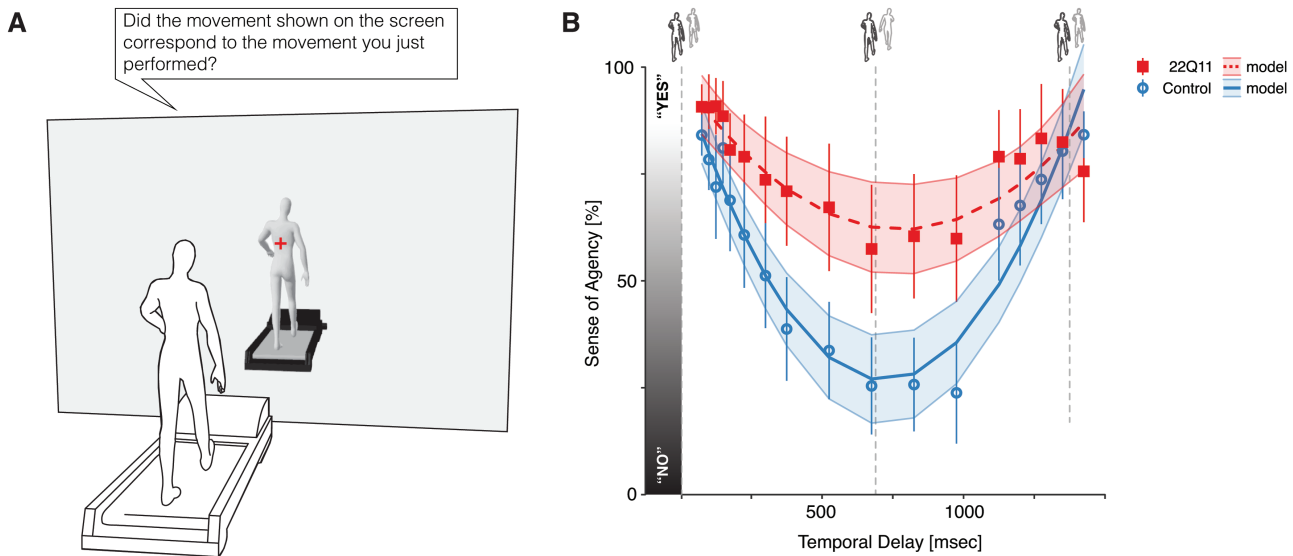 A
Did the movement shown on the screen
correspond to the movement you just
performed?
B
22Q11 model
Control model
100
50
0
"YES"
"NO"
Sense of Agency [%]
500 1000
Temporal Delay [msec]